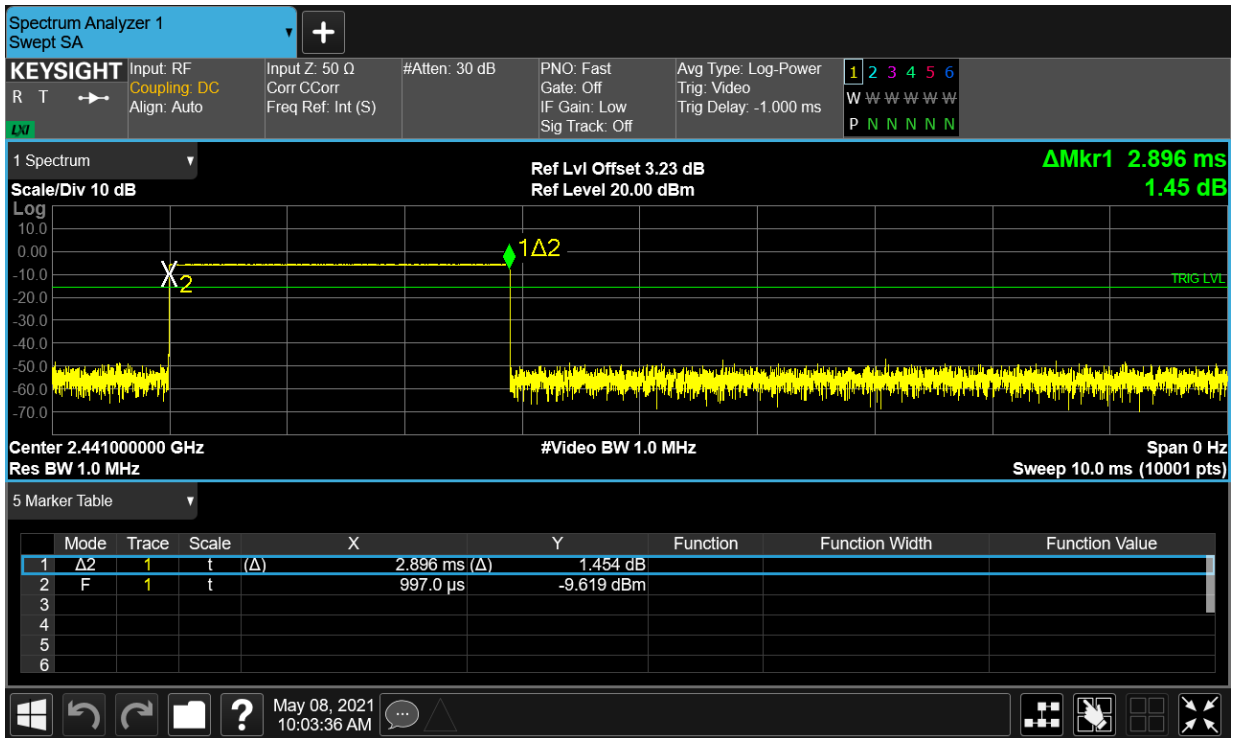 Spectrum Analyzer 1
Swept SA
+
KEYSIGHT
R T
LXI
Input: RF
Coupling: DC
Align: Auto
Input Z: 50 Ω
Corr CCorr
Freq Ref: Int (S)
#Atten: 30 dB
PNO: Fast
Gate: Off
IF Gain: Low
Sig Track: Off
Avg Type: Log-Power
Trig: Video
Trig Delay: -1.000 ms
1 2 3 4 5 6
W W W W W W
P N N N N N
1 Spectrum
Scale/Div 10 dB
Ref Lvl Offset 3.23 dB
Ref Level 20.00 dBm
ΔMkr1 2.896 ms
1.45 dB
Log
10.0
0.00
-10.0
-20.0
-30.0
-40.0
-50.0
-60.0
-70.0
1Δ2
X2
TRIG LVL
Center 2.441000000 GHz
#Video BW 1.0 MHz
Span 0 Hz
Res BW 1.0 MHz
Sweep 10.0 ms (10001 pts)
5 Marker Table
Mode Trace Scale X Y Function Function Width Function Value
1 Δ2 1 t (Δ) 2.896 ms (Δ) 1.454 dB
2 F 1 t 997.0 µs -9.619 dBm
3
4
5
6
?
May 08, 2021
10:03:36 AM